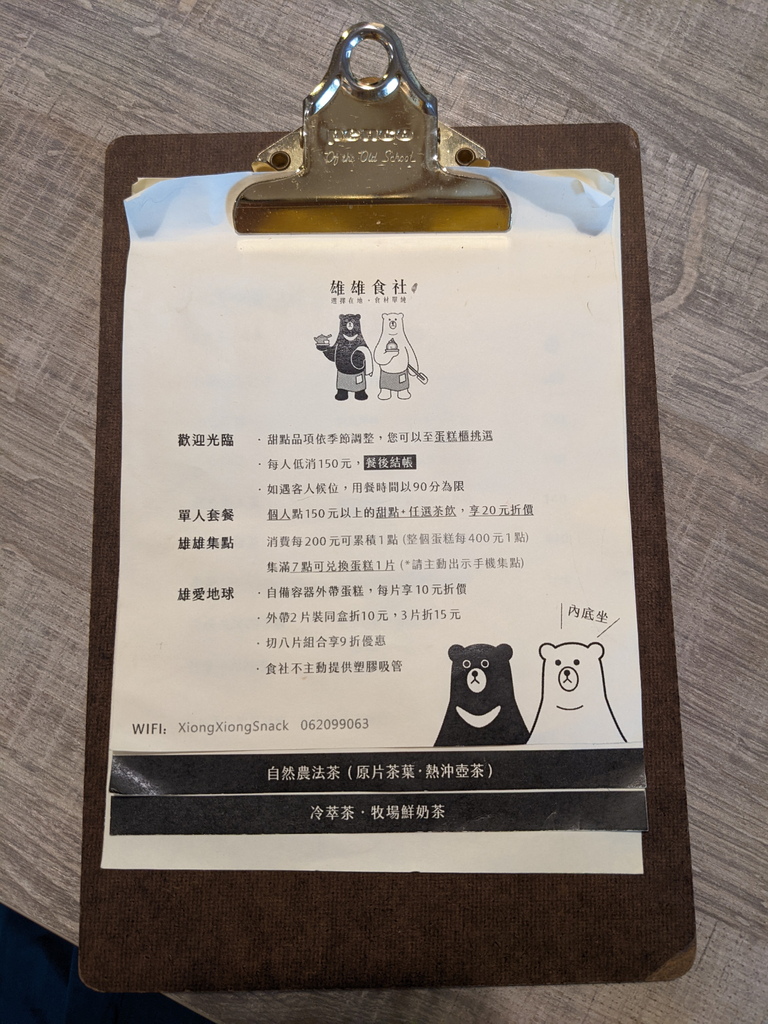 penco
Of the Old School
雄雄食社
選擇在地·食材單純
歡迎光臨 ·甜點品項依季節調整，您可以至蛋糕櫃挑選
·每人低消150元，餐後結帳
·如遇客人候位，用餐時間以90分為限
單人套餐 個人點150元以上的甜點+任選茶飲，享20元折價
雄雄集點 消費每200元可累積1點 (整個蛋糕每400元1點)
集滿7點可兌換蛋糕1片 (*請主動出示手機集點)
雄愛地球 ·自備容器外帶蛋糕，每片享10元折價
·外帶2片裝同盒折10元，3片折15元
·切八片組合享9折優惠
·食社不主動提供塑膠吸管
內底坐
WIFI: XiongXiongSnack 062099063
自然農法茶 (原片茶葉·熱沖壺茶)
冷萃茶·牧場鮮奶茶